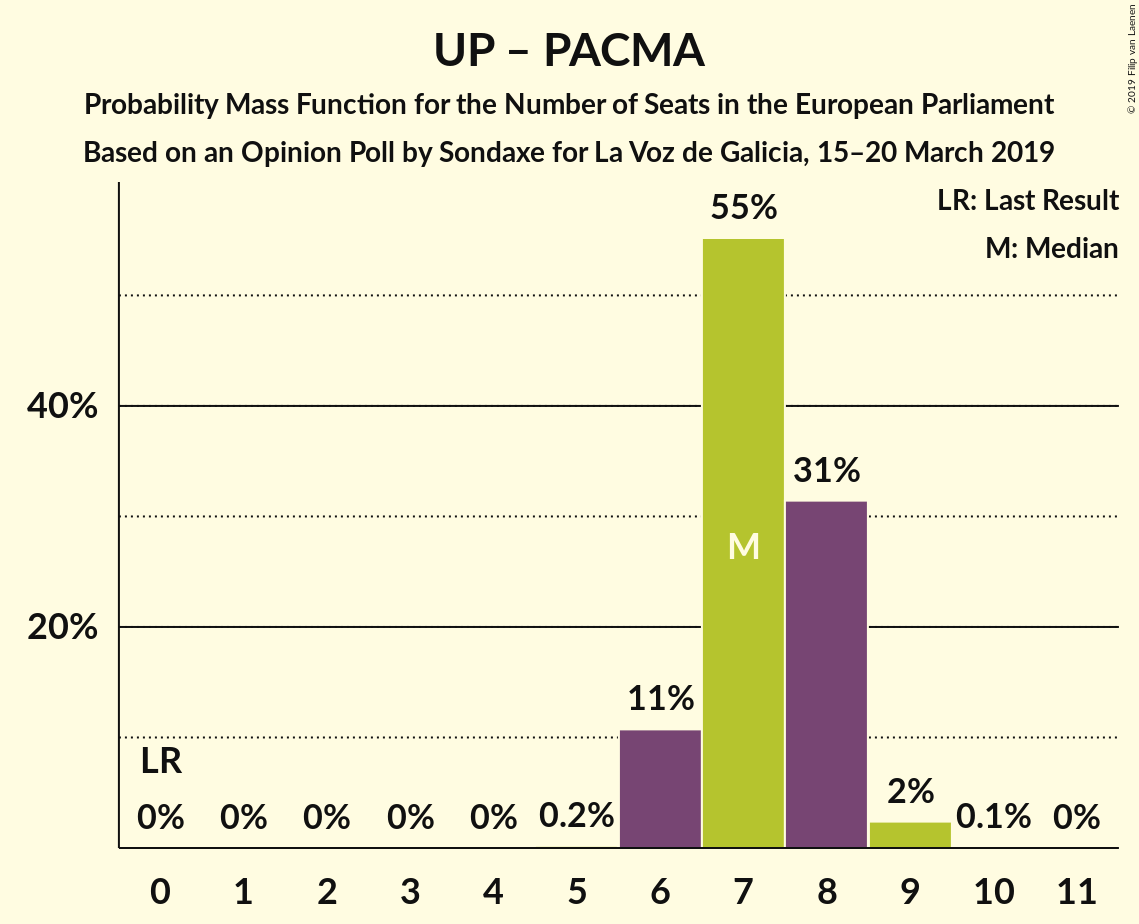 UP – PACMA
Probability Mass Function for the Number of Seats in the European Parliament
Based on an Opinion Poll by Sondaxe for La Voz de Galicia, 15–20 March 2019
© 2019 Filip van Laenen
LR: Last Result
M: Median
55%
40%
31%
M
20%
11%
LR
2%
0% 0% 0% 0% 0% 0.2% 0.1% 0%
0 1 2 3 4 5 6 7 8 9 10 11